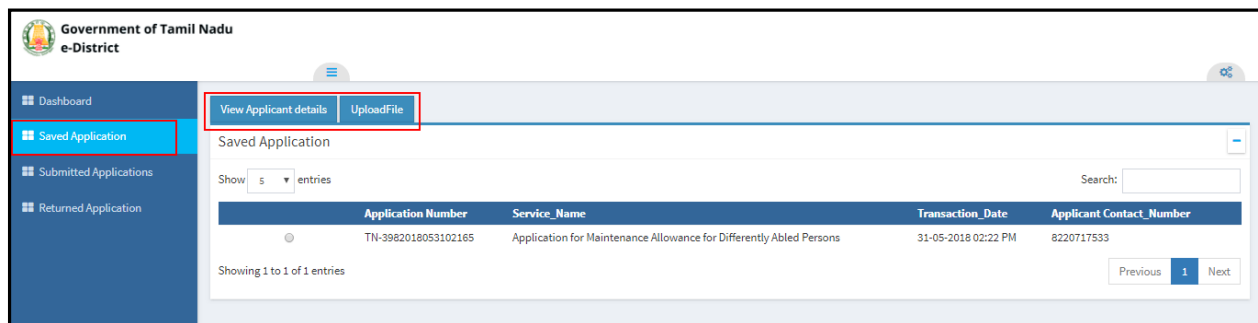 Government of Tamil Nadu
e-District
Dashboard
Saved Application
Submitted Applications
Returned Application
View Applicant details UploadFile
Saved Application
Show 5 entries Search:
Application Number Service_Name Transaction_Date Applicant Contact_Number
TN-3982018053102165 Application for Maintenance Allowance for Differently Abled Persons 31-05-2018 02:22 PM 8220717533
Showing 1 to 1 of 1 entries Previous 1 Next